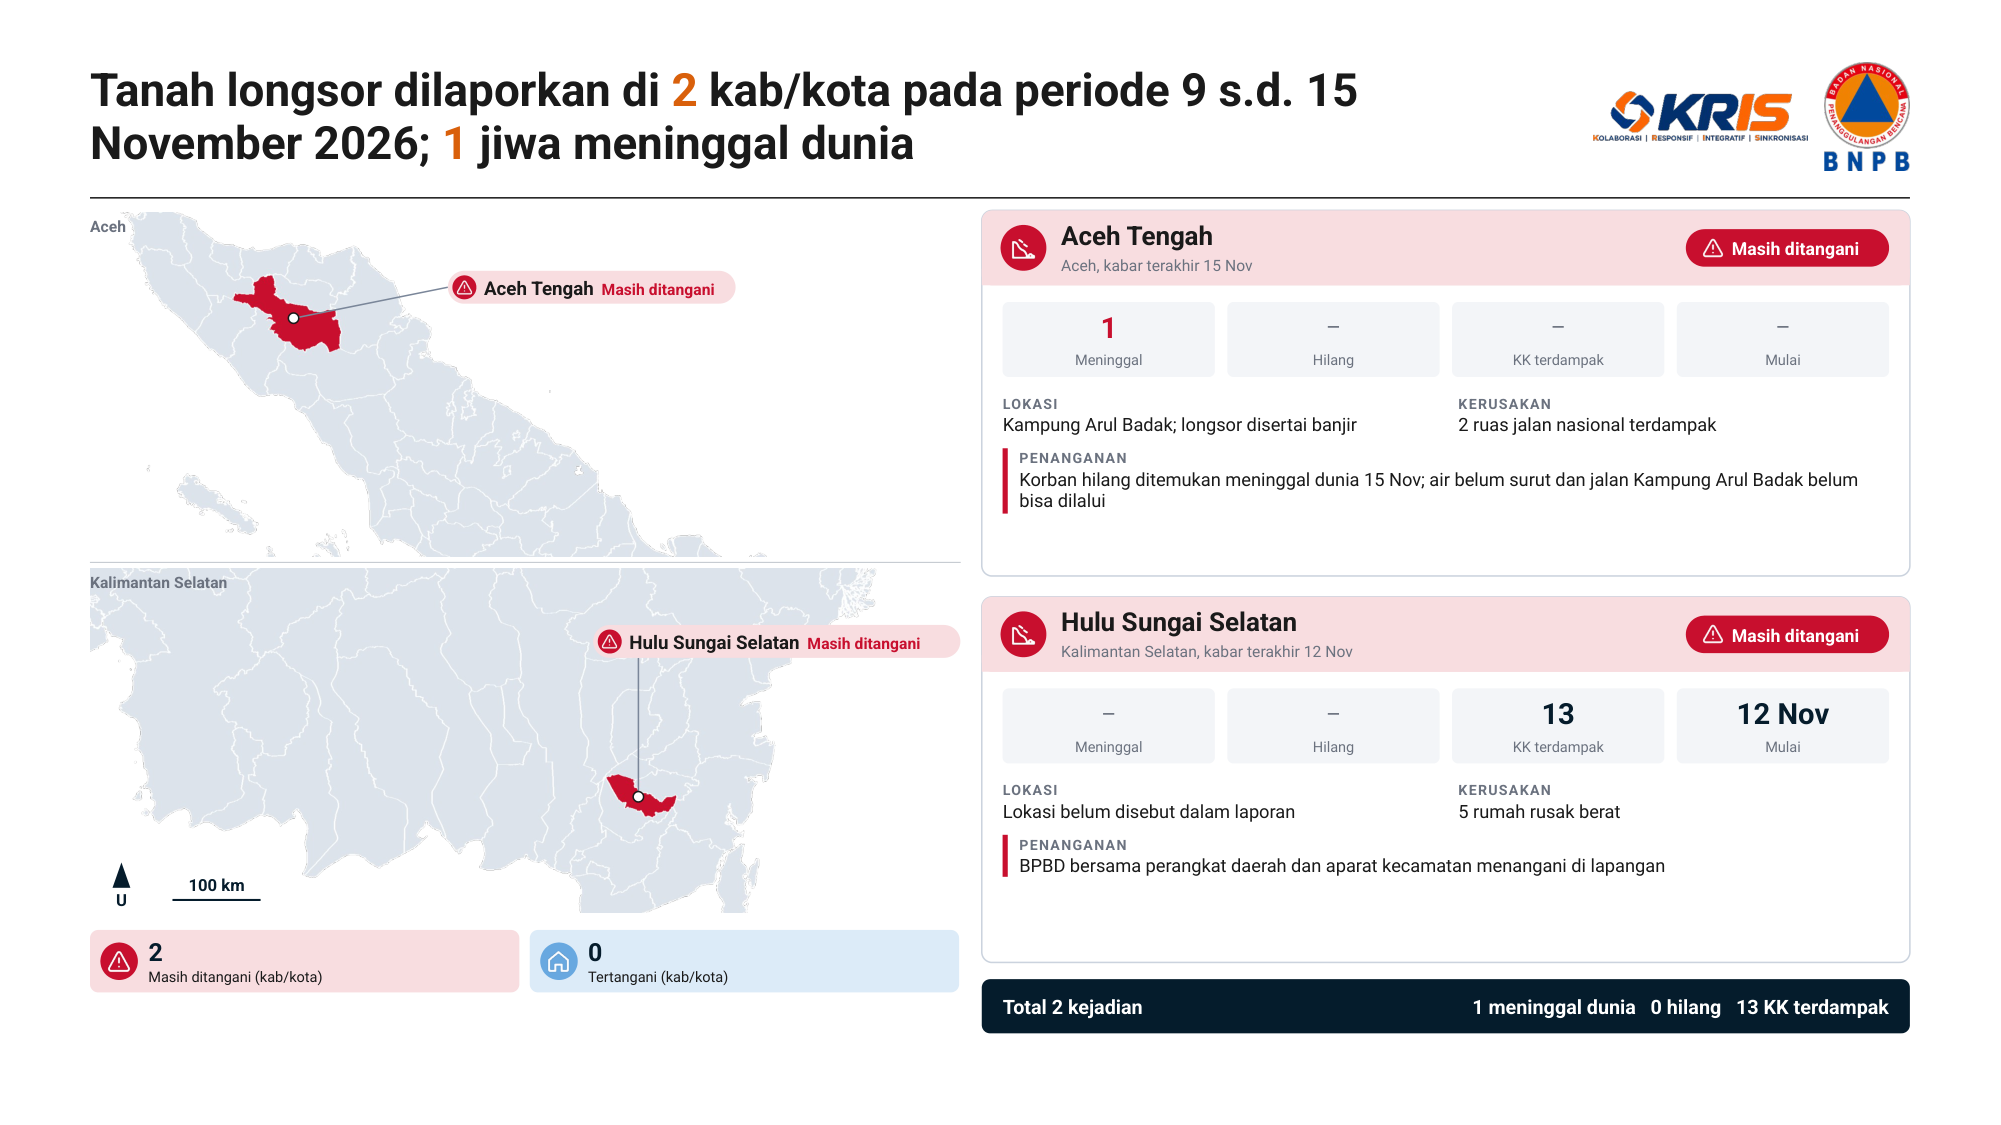 Tanah longsor dilaporkan di 2 kab/kota pada periode 9 s.d. 15
November 2026; 1 jiwa meninggal dunia
KRIS
KOLABORASI | RESPONSIF | INTEGRATIF | SINKRONISASI
BADAN NASIONAL
PENANGGULANGAN BENCANA
BNPB
Aceh
Aceh Tengah Masih ditangani
Kalimantan Selatan
Hulu Sungai Selatan Masih ditangani
U
100 km
2
Masih ditangani (kab/kota)
0
Tertangani (kab/kota)
Aceh Tengah
Aceh, kabar terakhir 15 Nov
Masih ditangani
1
Meninggal
–
Hilang
–
KK terdampak
–
Mulai
LOKASI
Kampung Arul Badak; longsor disertai banjir
KERUSAKAN
2 ruas jalan nasional terdampak
PENANGANAN
Korban hilang ditemukan meninggal dunia 15 Nov; air belum surut dan jalan Kampung Arul Badak belum
bisa dilalui
Hulu Sungai Selatan
Kalimantan Selatan, kabar terakhir 12 Nov
Masih ditangani
–
Meninggal
–
Hilang
13
KK terdampak
12 Nov
Mulai
LOKASI
Lokasi belum disebut dalam laporan
KERUSAKAN
5 rumah rusak berat
PENANGANAN
BPBD bersama perangkat daerah dan aparat kecamatan menangani di lapangan
Total 2 kejadian
1 meninggal dunia 0 hilang 13 KK terdampak